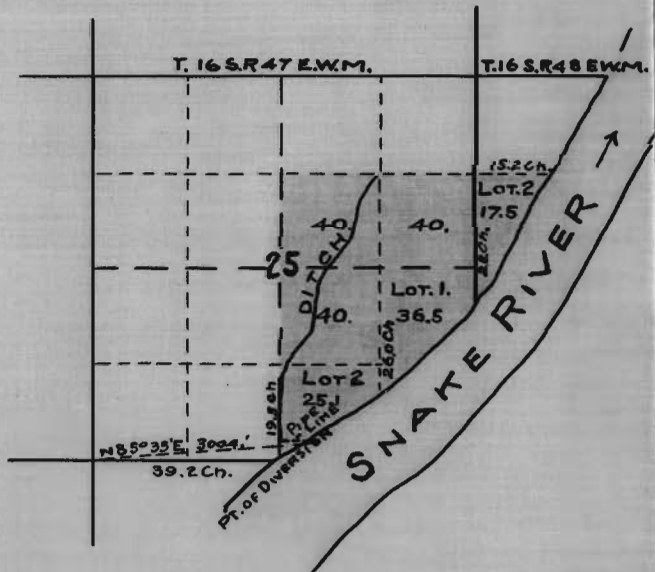 T. 16 S. R 47 E. W. M.
T. 16 S. R 48 E W. M.
15.2 Ch
LOT. 2
17.5
40.
40.
22 Ch.
25
DITCH
LOT. 1.
36.5
40.
26.0 Ch
LOT 2
25.
19.5 Ch
PIPE LINE
N 85° 35' E, 3004.'
39.2 Ch.
PT. OF DIVERSION
SNAKE RIVER